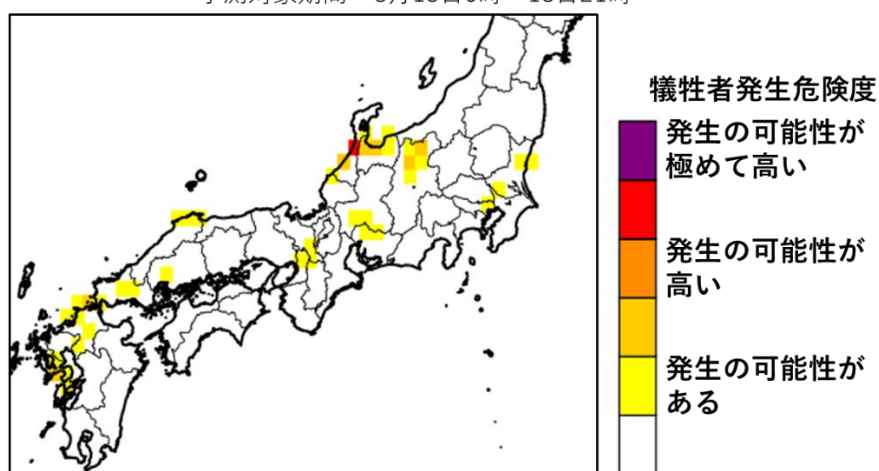 犠牲者発生危険度
発生の可能性が
極めて高い
発生の可能性が
高い
発生の可能性が
ある